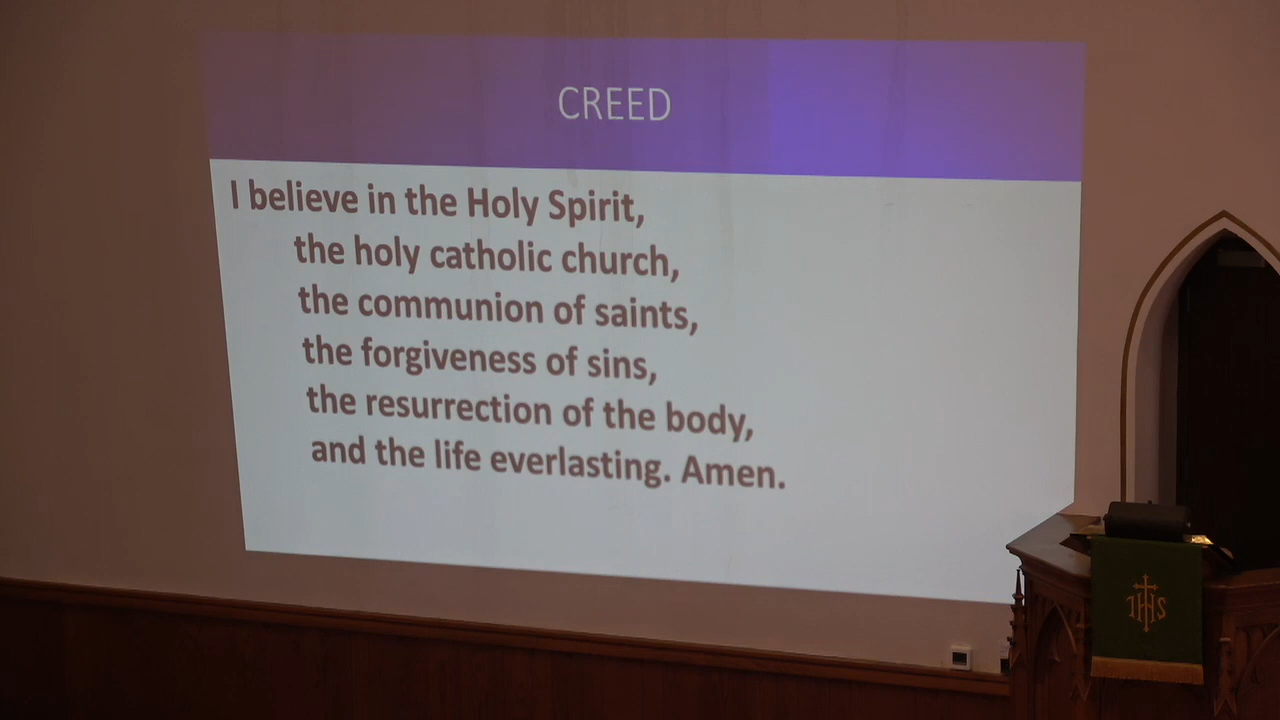 CREED
I believe in the Holy Spirit,
the holy catholic church,
the communion of saints,
the forgiveness of sins,
the resurrection of the body,
and the life everlasting. Amen.
IHS